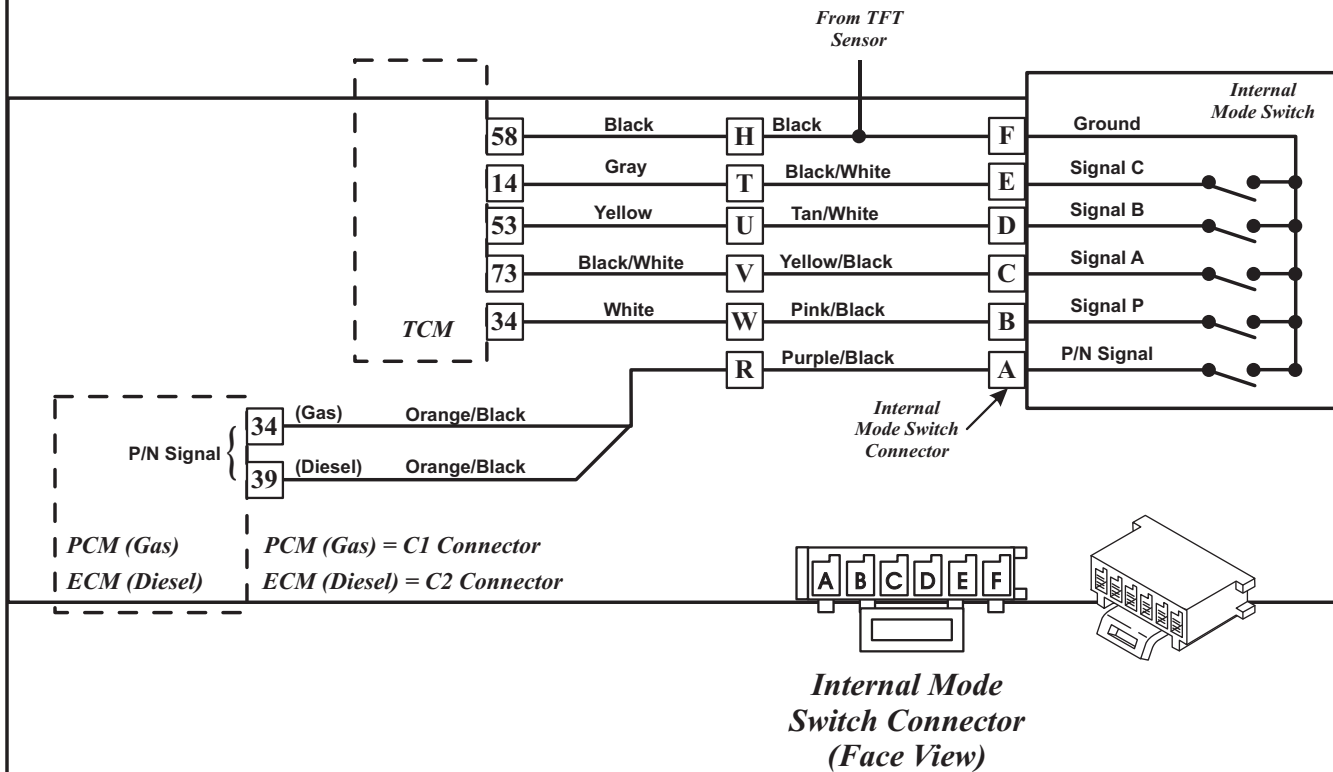 From TFT
Sensor
Internal
Mode Switch
58 Black H Black F Ground
14 Gray T Black/White E Signal C
53 Yellow U Tan/White D Signal B
73 Black/White V Yellow/Black C Signal A
TCM 34 White W Pink/Black B Signal P
R Purple/Black A P/N Signal
Internal
Mode Switch
Connector
P/N Signal { 34 (Gas) Orange/Black
39 (Diesel) Orange/Black
PCM (Gas) PCM (Gas) = C1 Connector
ECM (Diesel) ECM (Diesel) = C2 Connector
A B C D E F
Internal Mode
Switch Connector
(Face View)